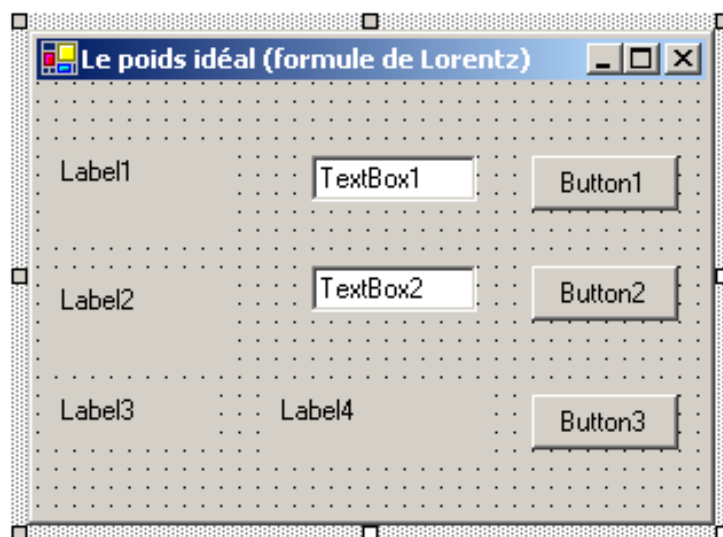 Le poids idéal (formule de Lorentz)
Label1 TextBox1 Button1
Label2 TextBox2 Button2
Label3 Label4 Button3